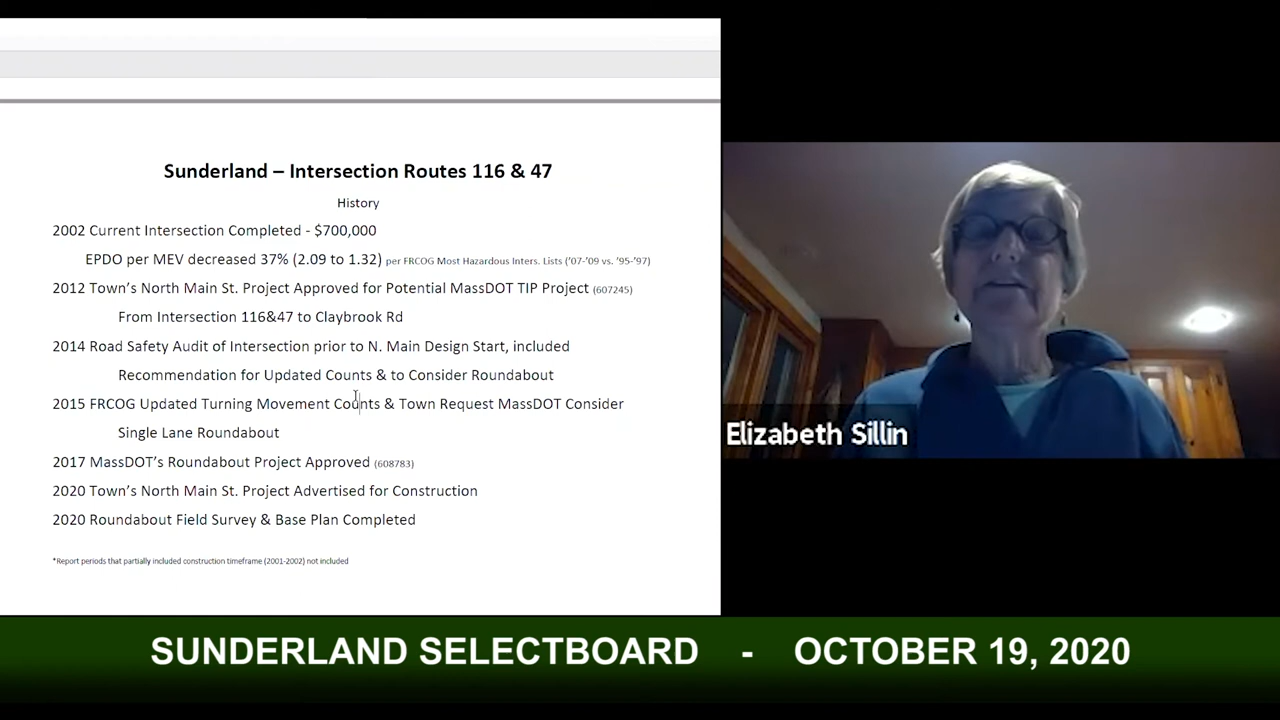 Sunderland – Intersection Routes 116 & 47
History
2002 Current Intersection Completed - $700,000
EPDO per MEV decreased 37% (2.09 to 1.32) per FRCOG Most Hazardous Inters. Lists ('07-'09 vs. '95-'97)
2012 Town's North Main St. Project Approved for Potential MassDOT TIP Project (607245)
From Intersection 116&47 to Claybrook Rd
2014 Road Safety Audit of Intersection prior to N. Main Design Start, included
Recommendation for Updated Counts & to Consider Roundabout
2015 FRCOG Updated Turning Movement Counts & Town Request MassDOT Consider
Single Lane Roundabout
2017 MassDOT's Roundabout Project Approved (608783)
2020 Town's North Main St. Project Advertised for Construction
2020 Roundabout Field Survey & Base Plan Completed
*Report periods that partially included construction timeframe (2001-2002) not included
Elizabeth Sillin
SUNDERLAND SELECTBOARD - OCTOBER 19, 2020